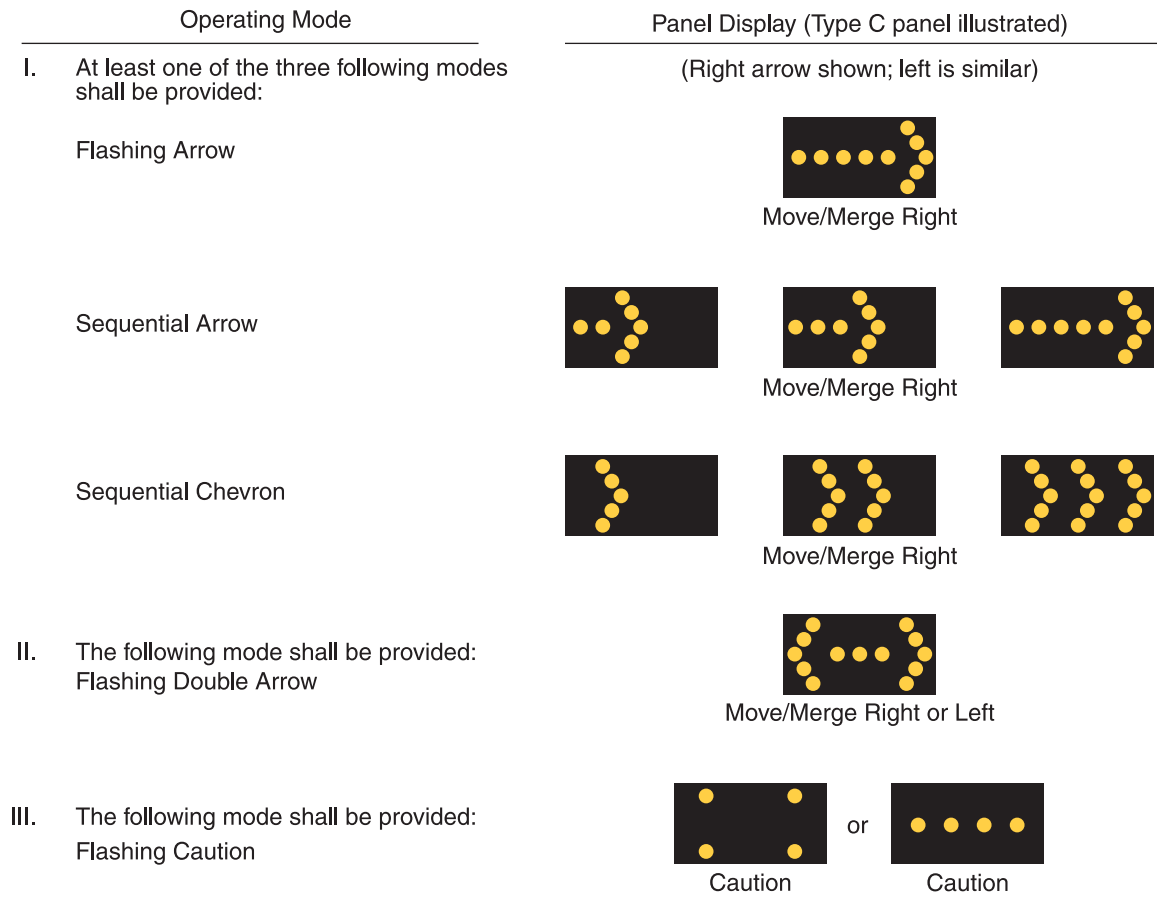 Operating Mode
Panel Display (Type C panel illustrated)
I. At least one of the three following modes
shall be provided:
(Right arrow shown; left is similar)
Flashing Arrow
Move/Merge Right
Sequential Arrow
Move/Merge Right
Sequential Chevron
Move/Merge Right
II. The following mode shall be provided:
Flashing Double Arrow
Move/Merge Right or Left
III. The following mode shall be provided:
Flashing Caution
or
Caution
Caution